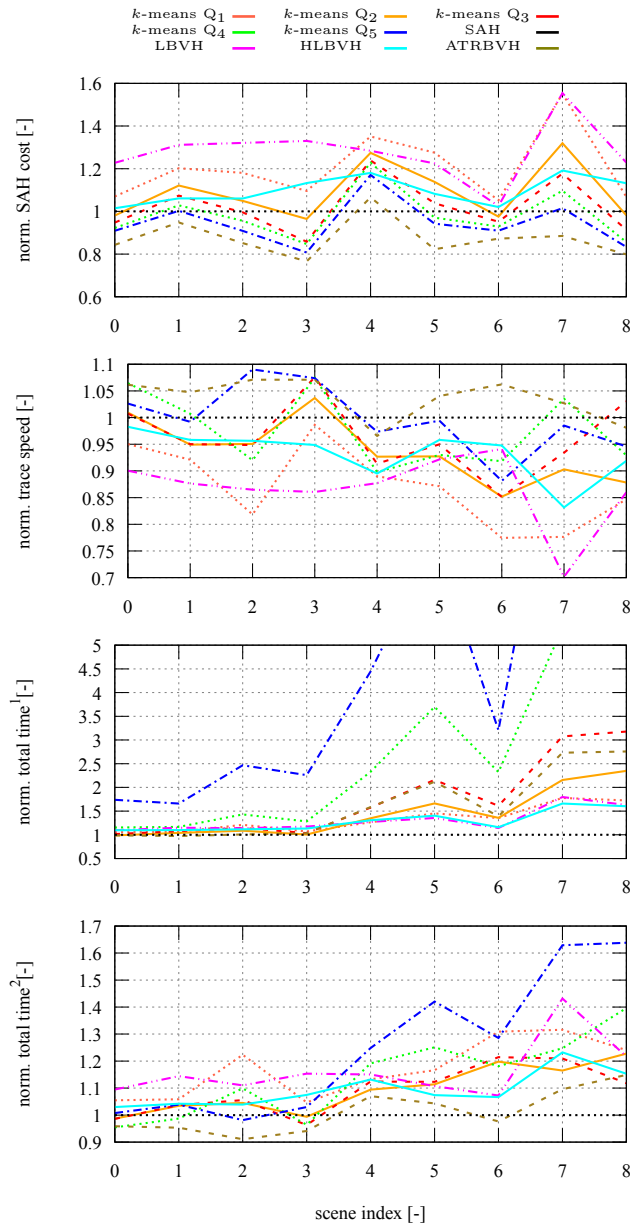 k-means Q1 k-means Q2 k-means Q3
k-means Q4 k-means Q5 SAH
LBVH HLBVH ATRBVH
norm. SAH cost [-]
1.6
1.4
1.2
1
0.8
0.6
0 1 2 3 4 5 6 7 8
norm. trace speed [-]
1.1
1.05
1
0.95
0.9
0.85
0.8
0.75
0.7
0 1 2 3 4 5 6 7 8
norm. total time¹[-]
5
4.5
4
3.5
3
2.5
2
1.5
1
0.5
0 1 2 3 4 5 6 7 8
norm. total time²[-]
1.7
1.6
1.5
1.4
1.3
1.2
1.1
1
0.9
0 1 2 3 4 5 6 7 8
scene index [-]